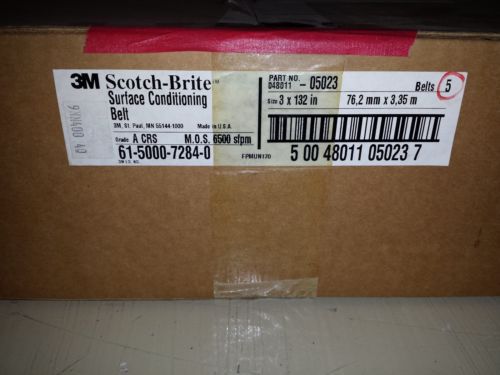 3M Scotch-Brite™
Surface Conditioning
Belt
3M, St. Paul, MN 55144-1000 Made in U.S.A.
Grade A CRS M.O.S. 6500 sfpm
61-5000-7284-0
3M I.D. NO.
FPMUN170
PART NO.
048011 - 05023
Belts 5
Size 3 x 132 in 76,2 mm x 3,35 m
5 00 48011 05023 7